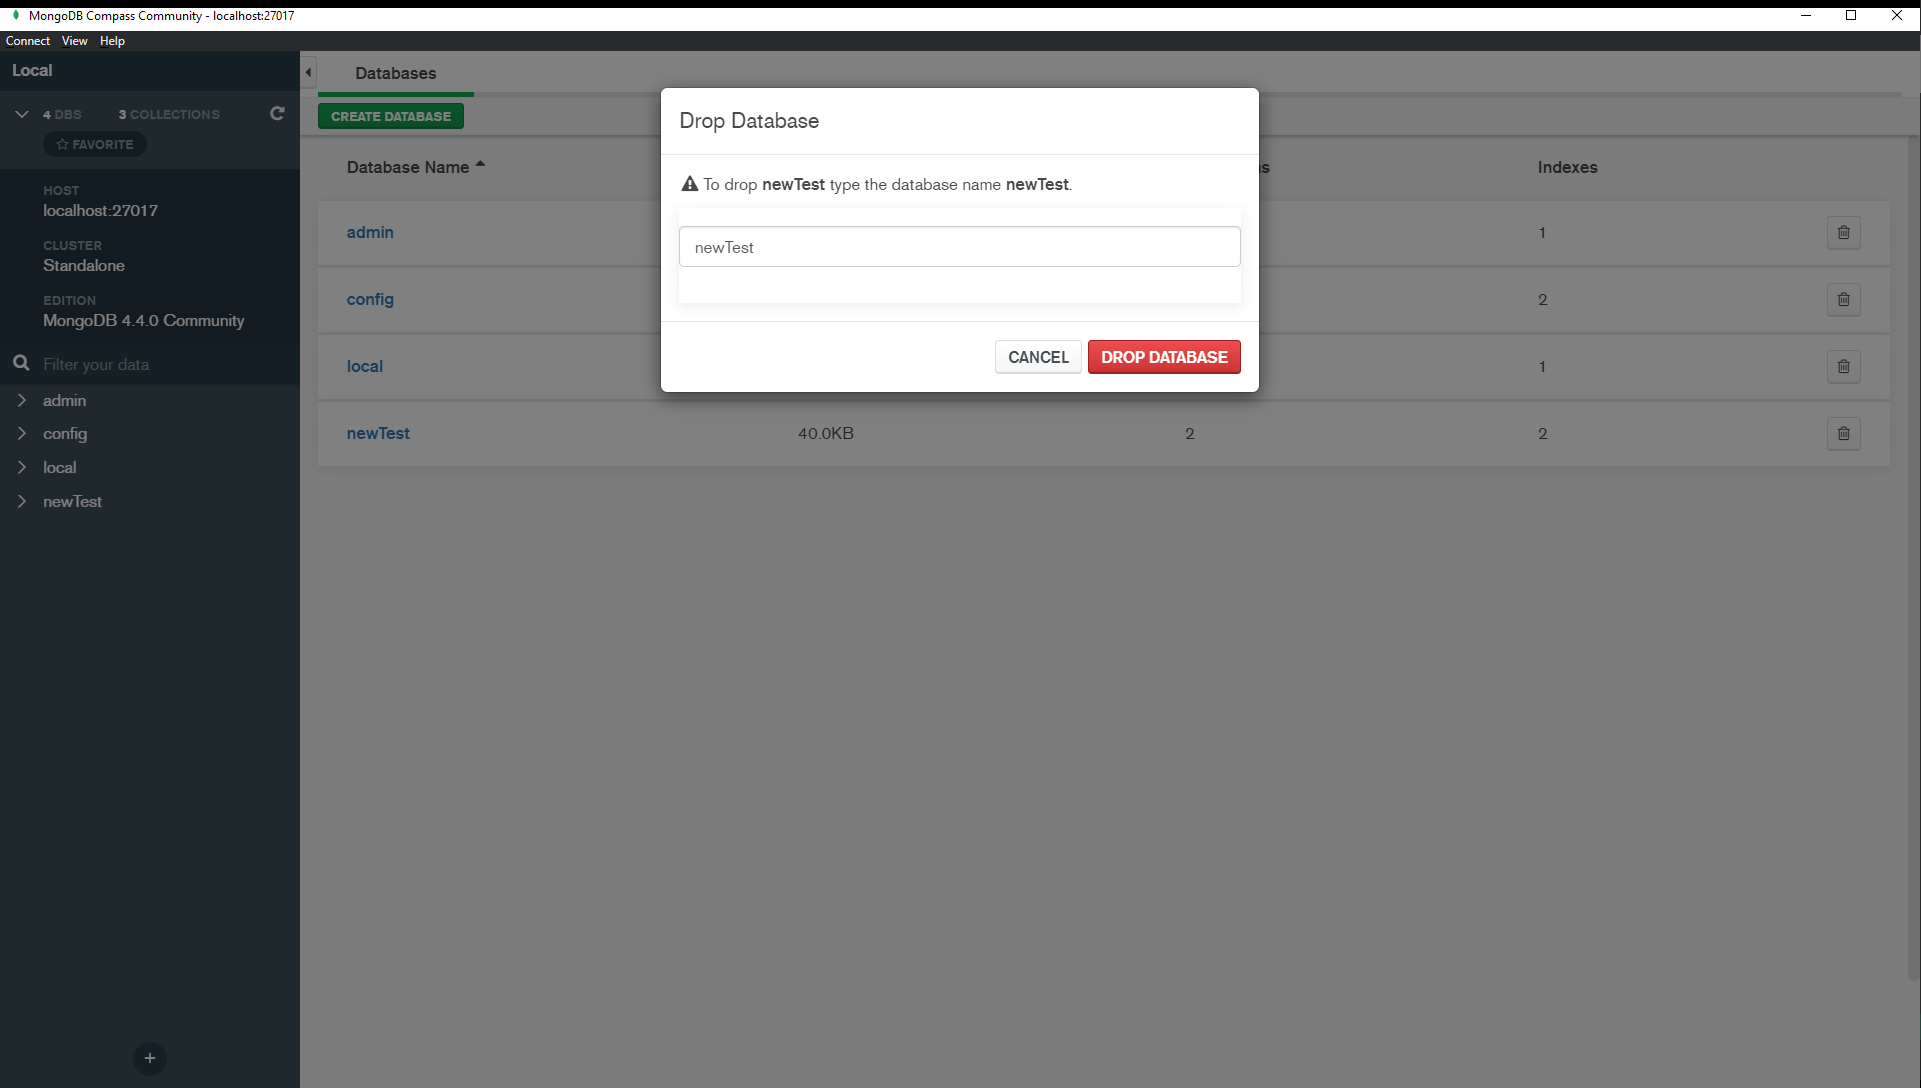 MongoDB Compass Community - localhost:27017
Connect View Help
Local
4 DBS 3 COLLECTIONS
FAVORITE
HOST
localhost:27017
CLUSTER
Standalone
EDITION
MongoDB 4.4.0 Community
Filter your data
admin
config
local
newTest
Databases
CREATE DATABASE
Database Name Indexes
admin 1
config 2
local 1
newTest 40.0KB 2 2
Drop Database
To drop newTest type the database name newTest.
newTest
CANCEL DROP DATABASE